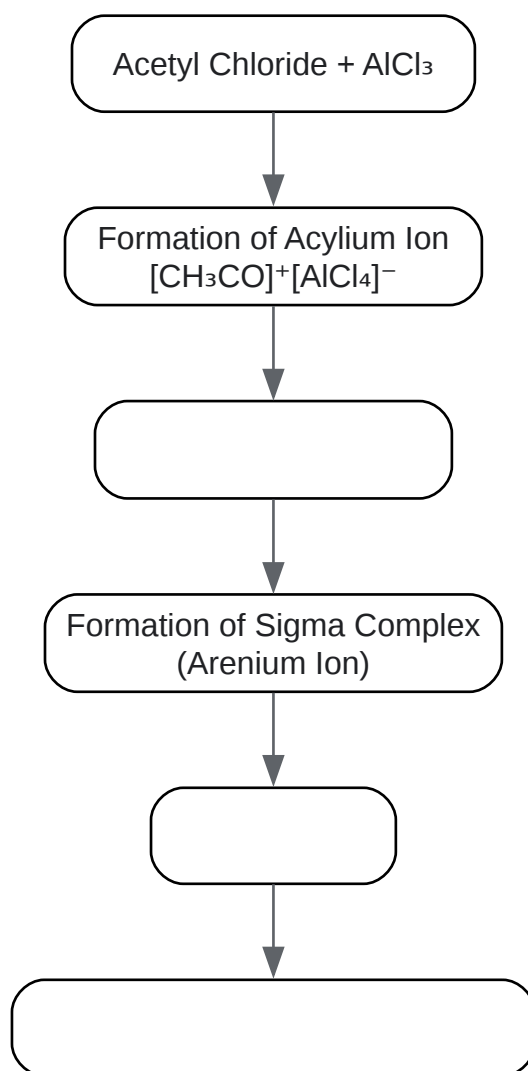 Acetyl Chloride + AlCl₃
Formation of Acylium Ion
[CH₃CO]⁺[AlCl₄]⁻
Formation of Sigma Complex
(Arenium Ion)